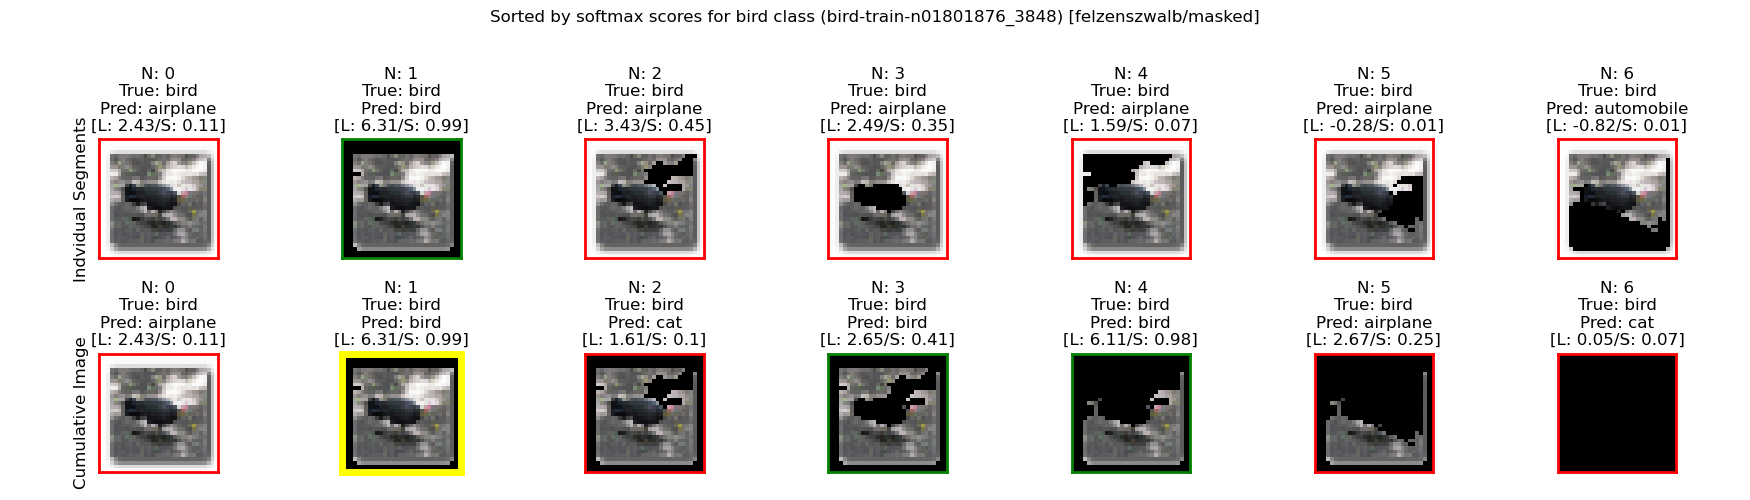 Sorted by softmax scores for bird class (bird-train-n01801876_3848) [felzenszwalb/masked]
Indvidual Segments
N: 0
True: bird
Pred: airplane
[L: 2.43/S: 0.11]
N: 1
True: bird
Pred: bird
[L: 6.31/S: 0.99]
N: 2
True: bird
Pred: airplane
[L: 3.43/S: 0.45]
N: 3
True: bird
Pred: airplane
[L: 2.49/S: 0.35]
N: 4
True: bird
Pred: airplane
[L: 1.59/S: 0.07]
N: 5
True: bird
Pred: airplane
[L: -0.28/S: 0.01]
N: 6
True: bird
Pred: automobile
[L: -0.82/S: 0.01]
Cumulative Image
N: 0
True: bird
Pred: airplane
[L: 2.43/S: 0.11]
N: 1
True: bird
Pred: bird
[L: 6.31/S: 0.99]
N: 2
True: bird
Pred: cat
[L: 1.61/S: 0.1]
N: 3
True: bird
Pred: bird
[L: 2.65/S: 0.41]
N: 4
True: bird
Pred: bird
[L: 6.11/S: 0.98]
N: 5
True: bird
Pred: airplane
[L: 2.67/S: 0.25]
N: 6
True: bird
Pred: cat
[L: 0.05/S: 0.07]